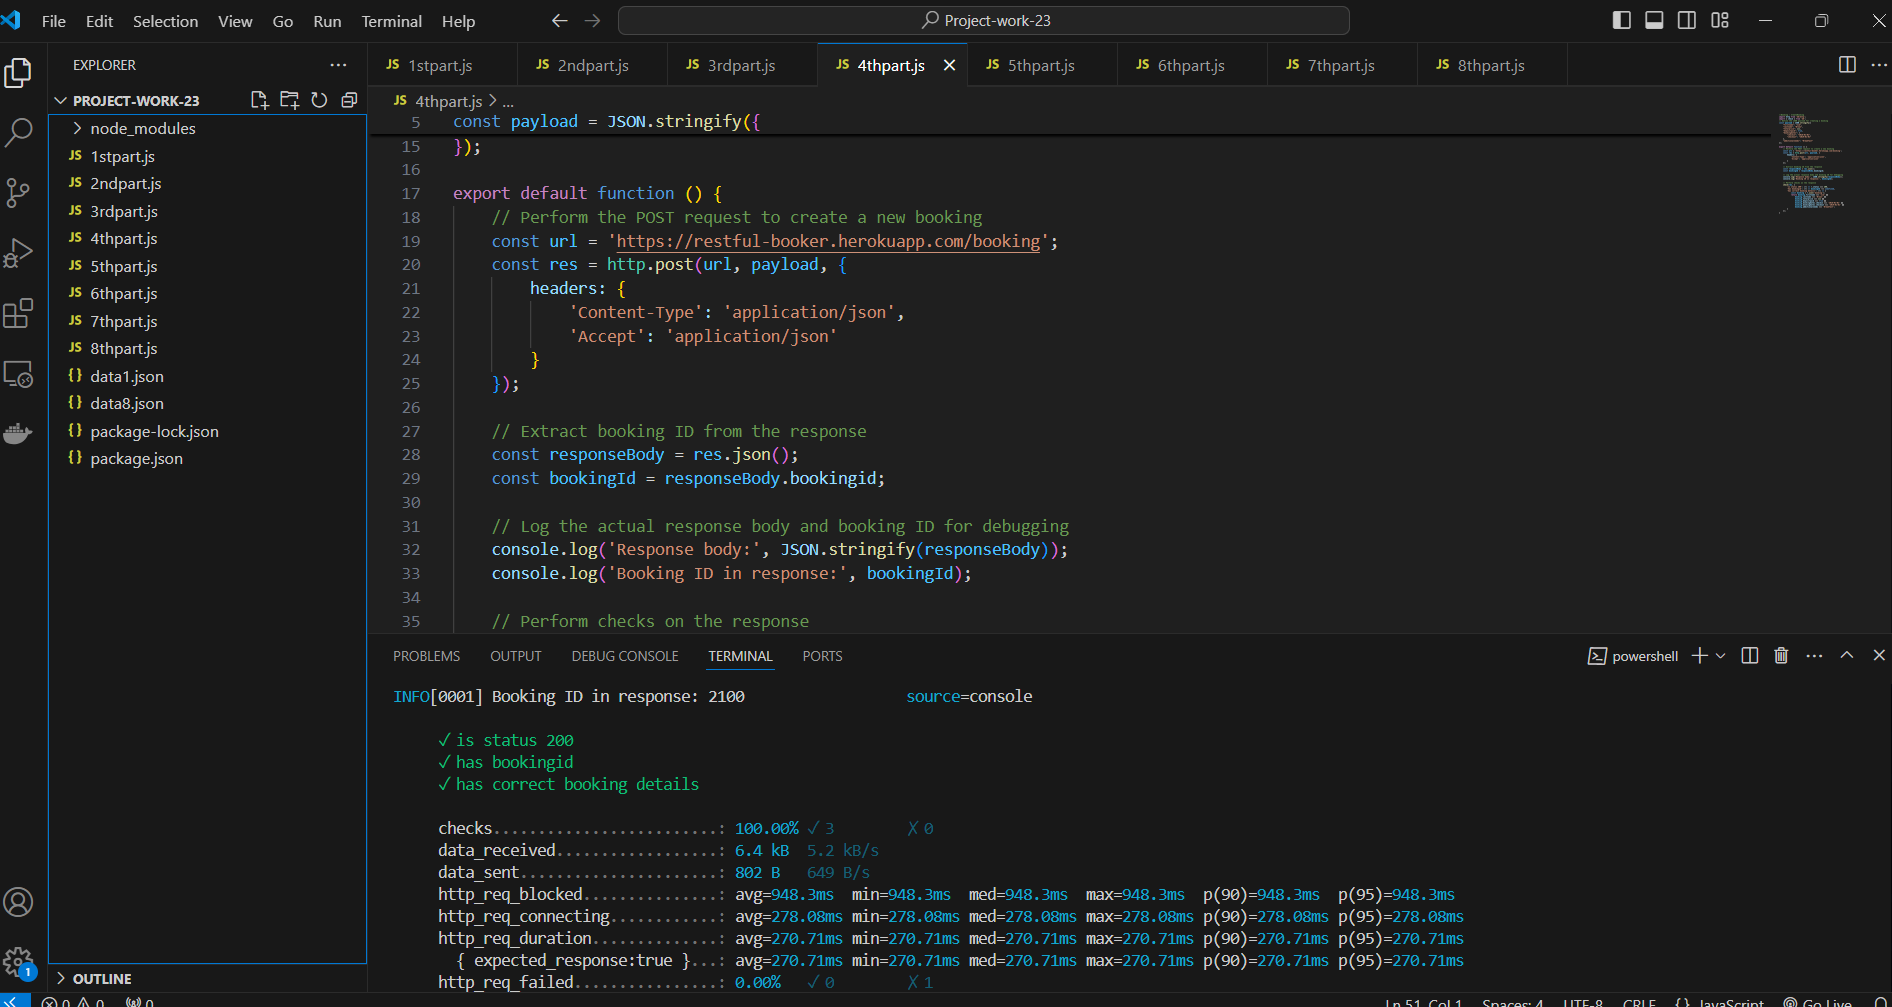 File Edit Selection View Go Run Terminal Help
Project-work-23
EXPLORER
PROJECT-WORK-23
node_modules
JS 1stpart.js
JS 2ndpart.js
JS 3rdpart.js
JS 4thpart.js
JS 5thpart.js
JS 6thpart.js
JS 7thpart.js
JS 8thpart.js
{} data1.json
{} data8.json
{} package-lock.json
{} package.json
OUTLINE
1
JS 1stpart.js JS 2ndpart.js JS 3rdpart.js JS 4thpart.js JS 5thpart.js JS 6thpart.js JS 7thpart.js JS 8thpart.js
JS 4thpart.js > ...
5 const payload = JSON.stringify({
15 });
16
17 export default function () {
18 // Perform the POST request to create a new booking
19 const url = 'https://restful-booker.herokuapp.com/booking';
20 const res = http.post(url, payload, {
21 headers: {
22 'Content-Type': 'application/json',
23 'Accept': 'application/json'
24 }
25 });
26
27 // Extract booking ID from the response
28 const responseBody = res.json();
29 const bookingId = responseBody.bookingid;
30
31 // Log the actual response body and booking ID for debugging
32 console.log('Response body:', JSON.stringify(responseBody));
33 console.log('Booking ID in response:', bookingId);
34
35 // Perform checks on the response
PROBLEMS OUTPUT DEBUG CONSOLE TERMINAL PORTS
powershell
INFO[0001] Booking ID in response: 2100 source=console
✓ is status 200
✓ has bookingid
✓ has correct booking details
checks.........................: 100.00% ✓ 3 ✗ 0
data_received..................: 6.4 kB 5.2 kB/s
data_sent......................: 802 B 649 B/s
http_req_blocked...............: avg=948.3ms min=948.3ms med=948.3ms max=948.3ms p(90)=948.3ms p(95)=948.3ms
http_req_connecting............: avg=278.08ms min=278.08ms med=278.08ms max=278.08ms p(90)=278.08ms p(95)=278.08ms
http_req_duration..............: avg=270.71ms min=270.71ms med=270.71ms max=270.71ms p(90)=270.71ms p(95)=270.71ms
{ expected_response:true }...: avg=270.71ms min=270.71ms med=270.71ms max=270.71ms p(90)=270.71ms p(95)=270.71ms
http_req_failed................: 0.00% ✓ 0 ✗ 1
0 0 0 Ln 51, Col 1 Spaces: 4 UTF-8 CRLF {} JavaScript Go Live